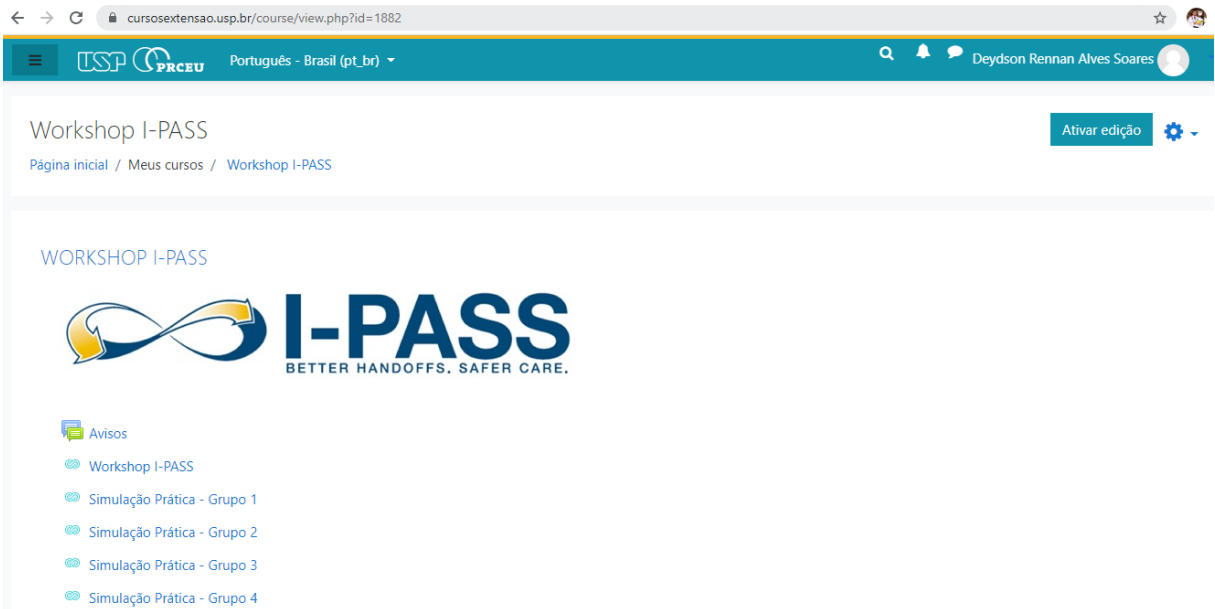 cursosextensao.usp.br/course/view.php?id=1882
USP PRCEU Português - Brasil (pt_br) Deydson Rennan Alves Soares
Workshop I-PASS
Ativar edição
Página inicial / Meus cursos / Workshop I-PASS
WORKSHOP I-PASS
I-PASS
BETTER HANDOFFS. SAFER CARE.
Avisos
Workshop I-PASS
Simulação Prática - Grupo 1
Simulação Prática - Grupo 2
Simulação Prática - Grupo 3
Simulação Prática - Grupo 4